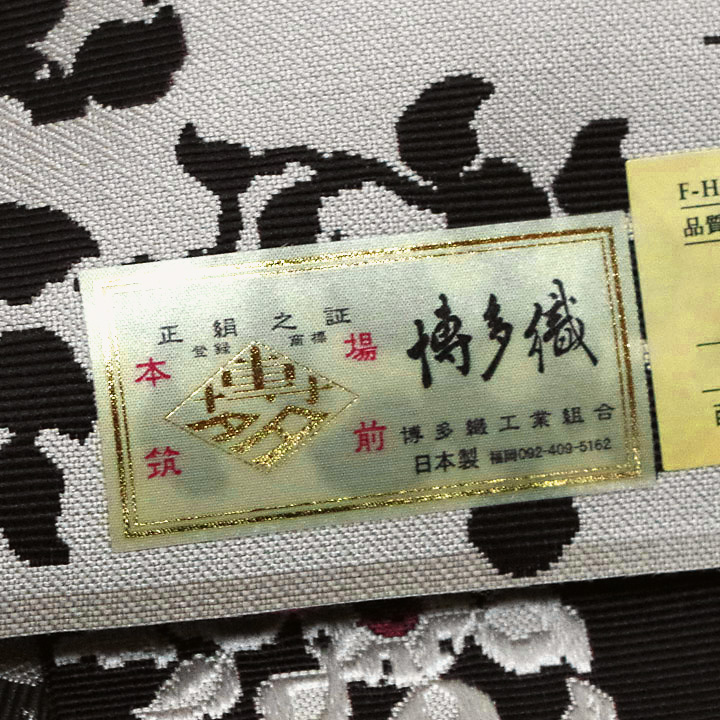 正絹之証
登録 商標
本場
筑前
博多織
博多織工業組合
日本製 福岡092-409-5162
F-H
品質